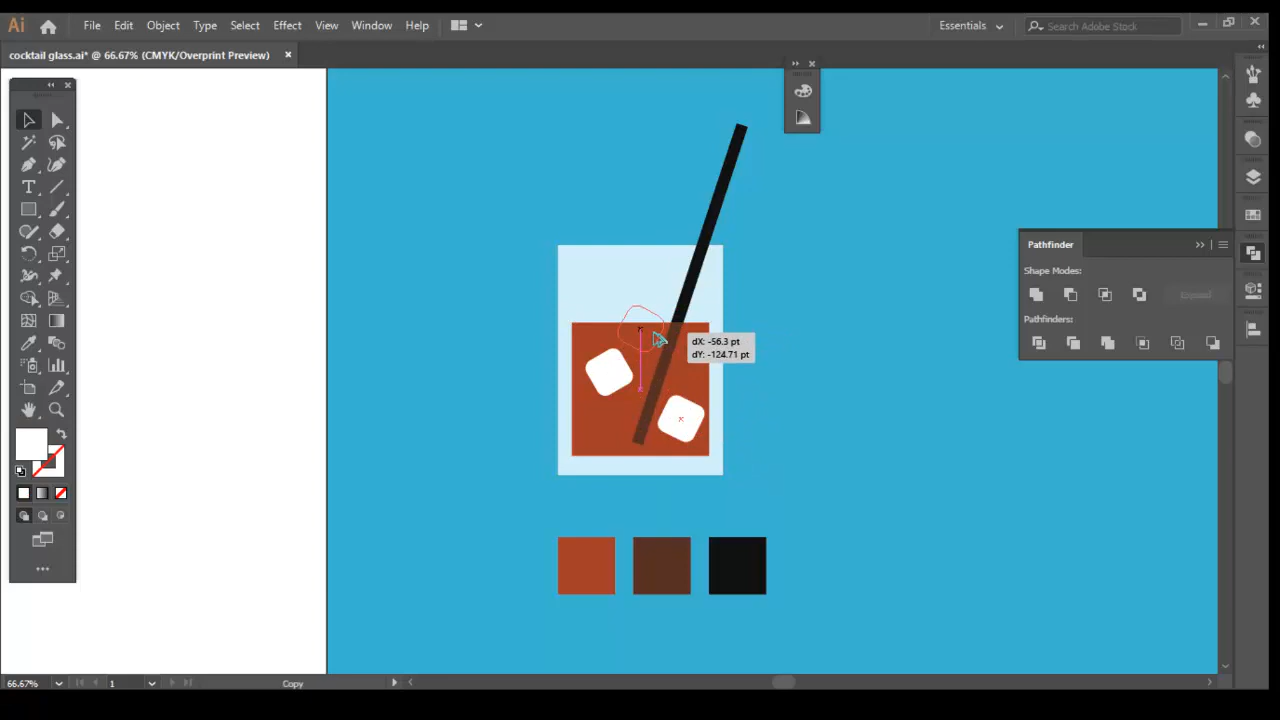 Ai File Edit Object Type Select Effect View Window Help Essentials Search Adobe Stock
cocktail glass.ai* @ 66.67% (CMYK/Overprint Preview)
Pathfinder
Shape Modes:
Expand
Pathfinders:
dX: -56.3 pt
dY: -124.71 pt
66.67% 1 Copy